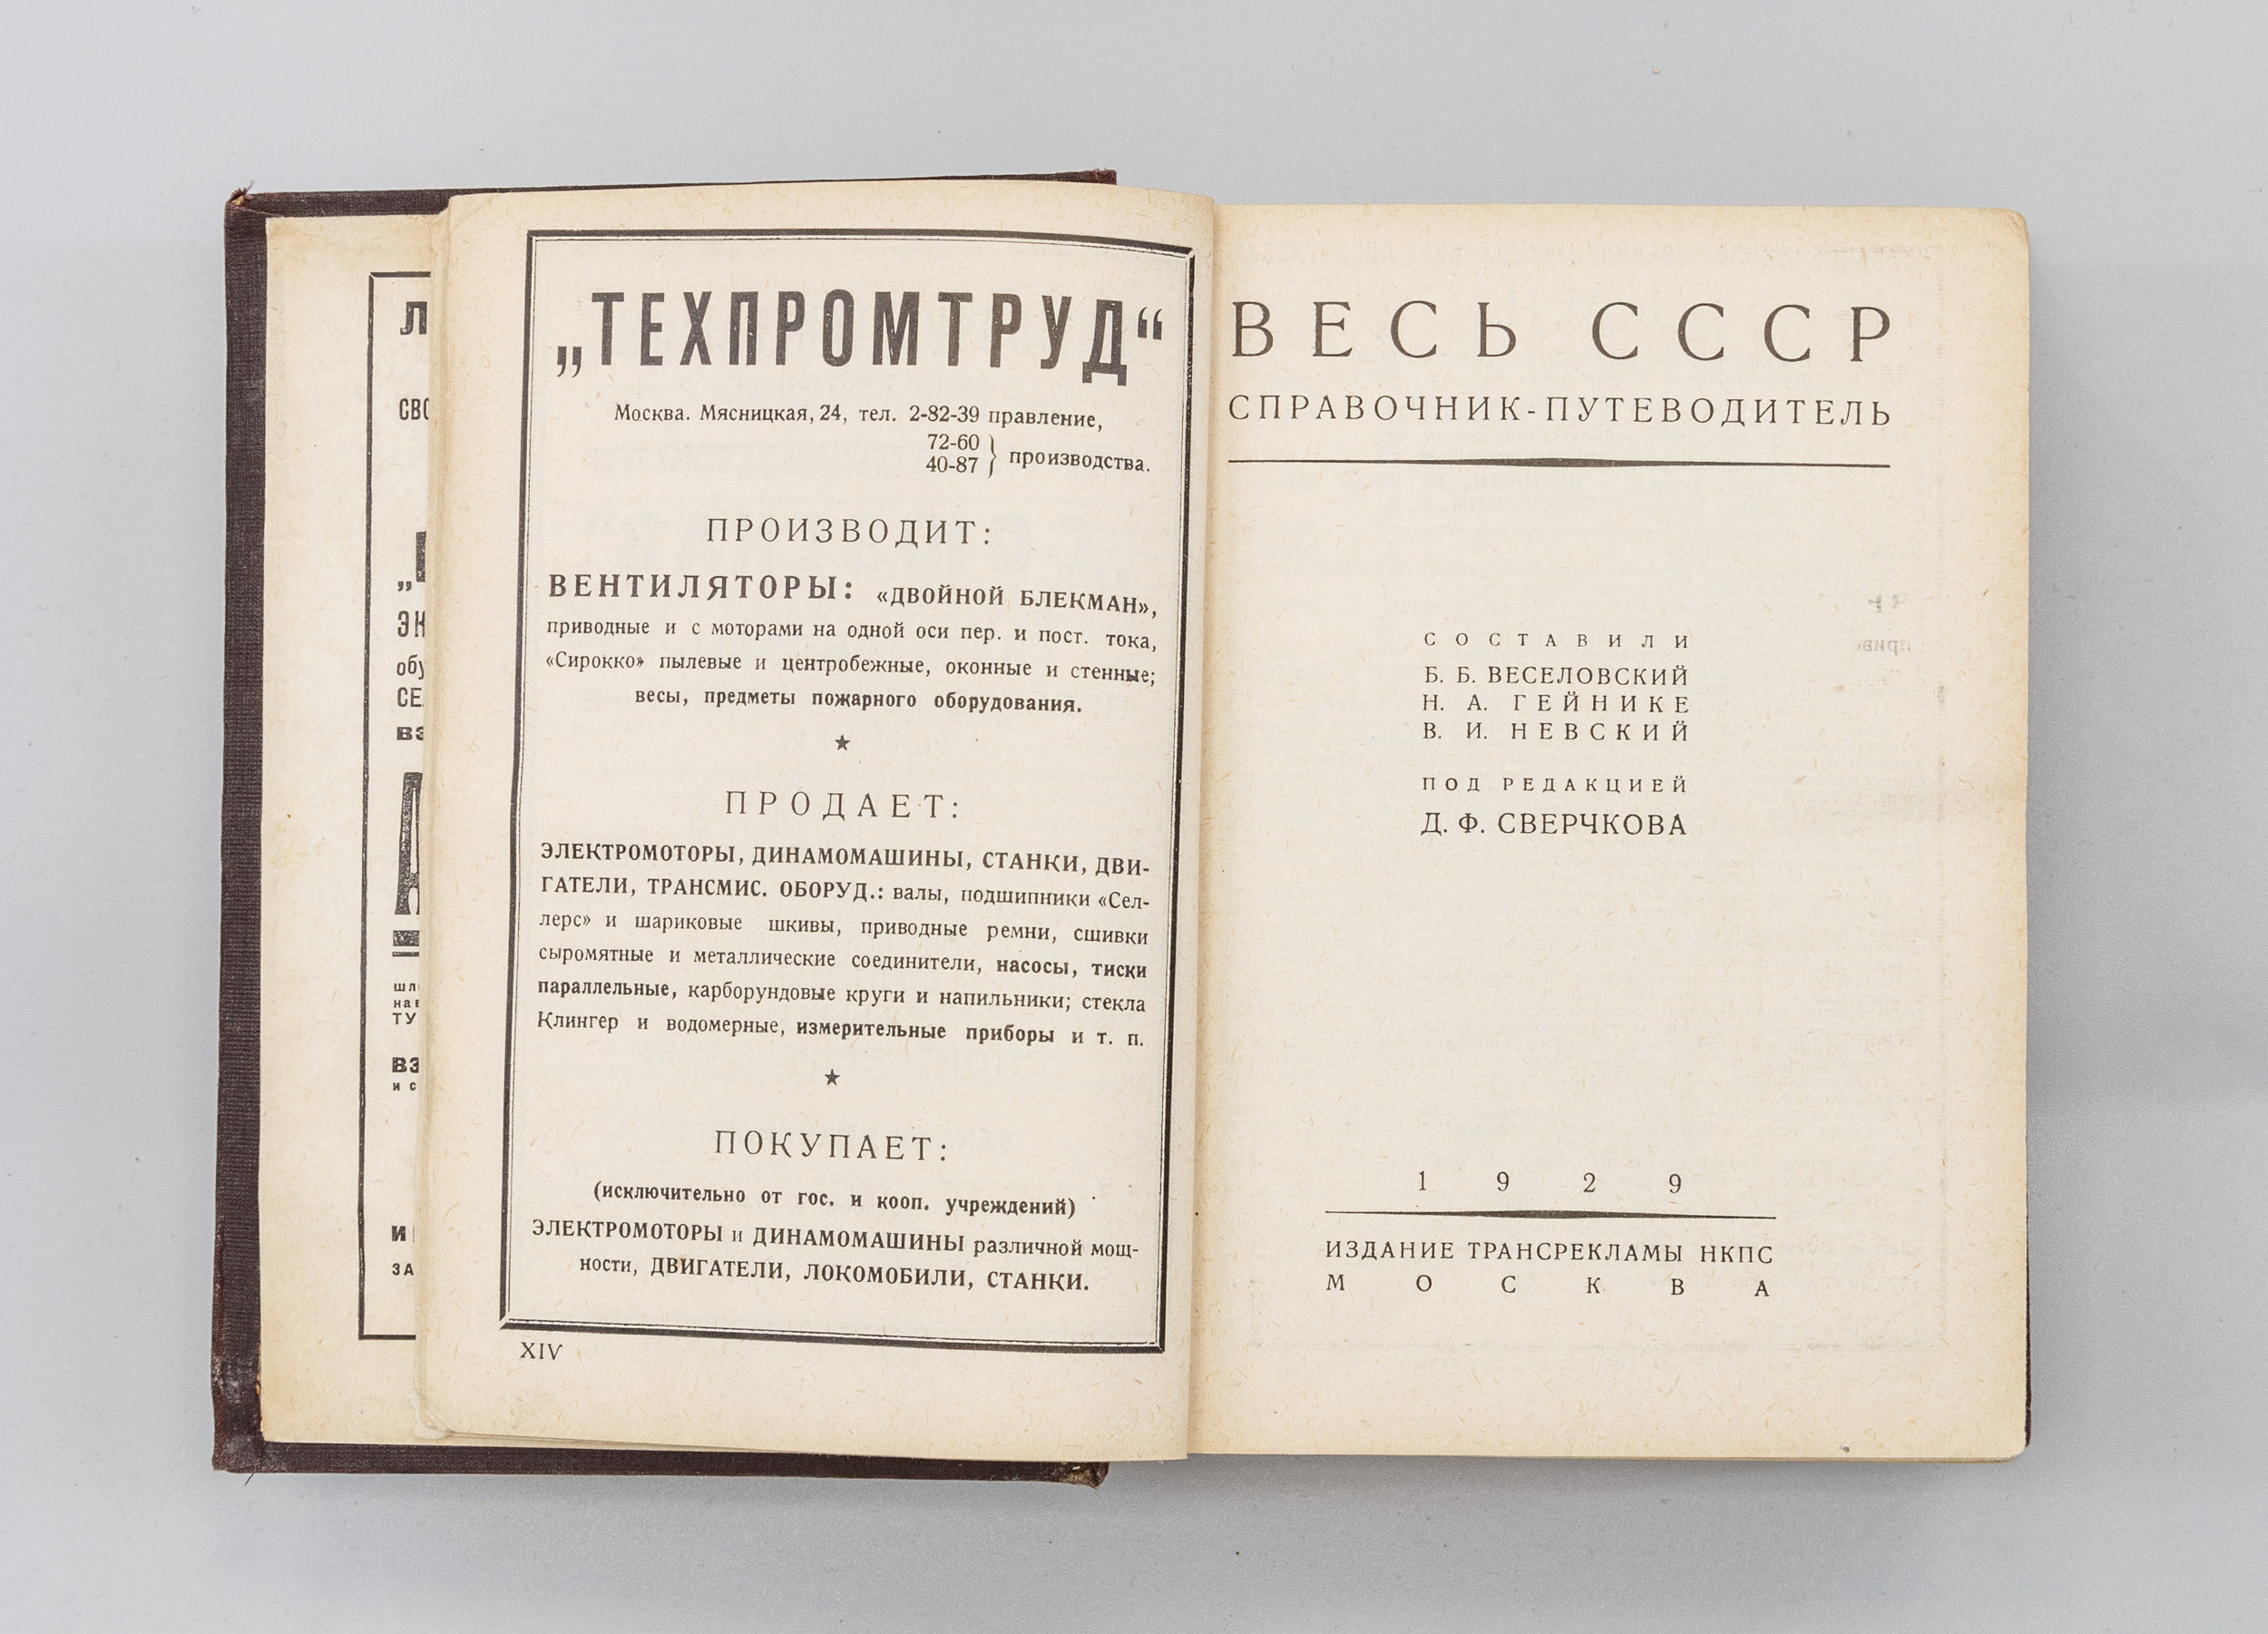 „ТЕХПРОМТРУД“
Москва. Мясницкая, 24, тел. 2-82-39 правление,
72-60
40-87 } производства.
ПРОИЗВОДИТ:
ВЕНТИЛЯТОРЫ: «ДВОЙНОЙ БЛЕКМАН»,
приводные и с моторами на одной оси пер. и пост. тока,
«Сирокко» пылевые и центробежные, оконные и стенные;
весы, предметы пожарного оборудования.
★
ПРОДАЕТ:
ЭЛЕКТРОМОТОРЫ, ДИНАМОМАШИНЫ, СТАНКИ, ДВИ-
ГАТЕЛИ, ТРАНСМИС. ОБОРУД.: валы, подшипники «Сел-
лерс» и шариковые шкивы, приводные ремни, сшивки
сыромятные и металлические соединители, насосы, тиски
параллельные, карборундовые круги и напильники; стекла
Клингер и водомерные, измерительные приборы и т. п.
★
ПОКУПАЕТ:
(исключительно от гос. и кооп. учреждений)
ЭЛЕКТРОМОТОРЫ и ДИНАМОМАШИНЫ различной мощ-
ности, ДВИГАТЕЛИ, ЛОКОМОБИЛИ, СТАНКИ.
XIV
ВЕСЬ СССР
СПРАВОЧНИК-ПУТЕВОДИТЕЛЬ
СОСТАВИЛИ
Б. Б. ВЕСЕЛОВСКИЙ
Н. А. ГЕЙНИКЕ
В. И. НЕВСКИЙ
ПОД РЕДАКЦИЕЙ
Д. Ф. СВЕРЧКОВА
1929
ИЗДАНИЕ ТРАНСРЕКЛАМЫ НКПС
МОСКВА